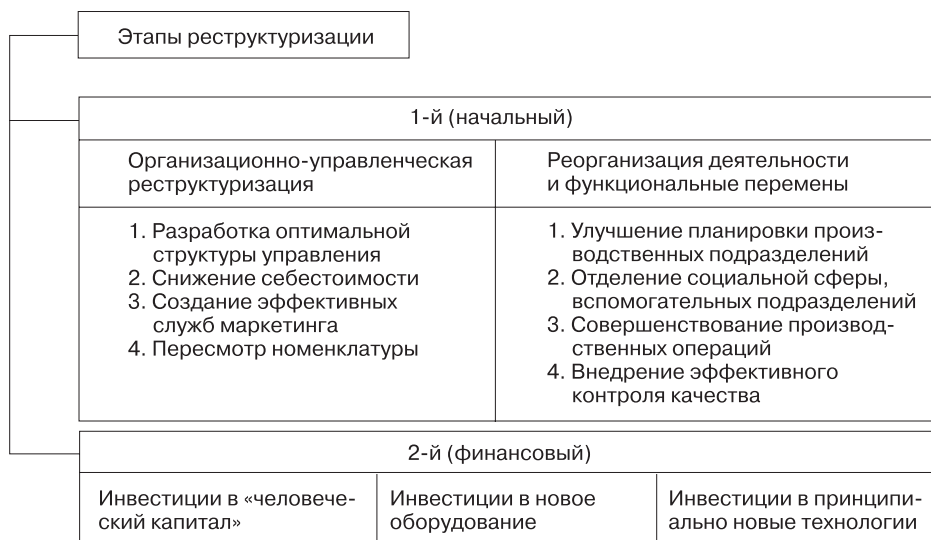 Этапы реструктуризации
1-й (начальный)
Организационно-управленческая
реструктуризация
1. Разработка оптимальной
структуры управления
2. Снижение себестоимости
3. Создание эффективных
служб маркетинга
4. Пересмотр номенклатуры
Реорганизация деятельности
и функциональные перемены
1. Улучшение планировки произ-
водственных подразделений
2. Отделение социальной сферы,
вспомогательных подразделений
3. Совершенствование производ-
ственных операций
4. Внедрение эффективного
контроля качества
2-й (финансовый)
Инвестиции в «человече-
ский капитал»
Инвестиции в новое
оборудование
Инвестиции в принципи-
ально новые технологии